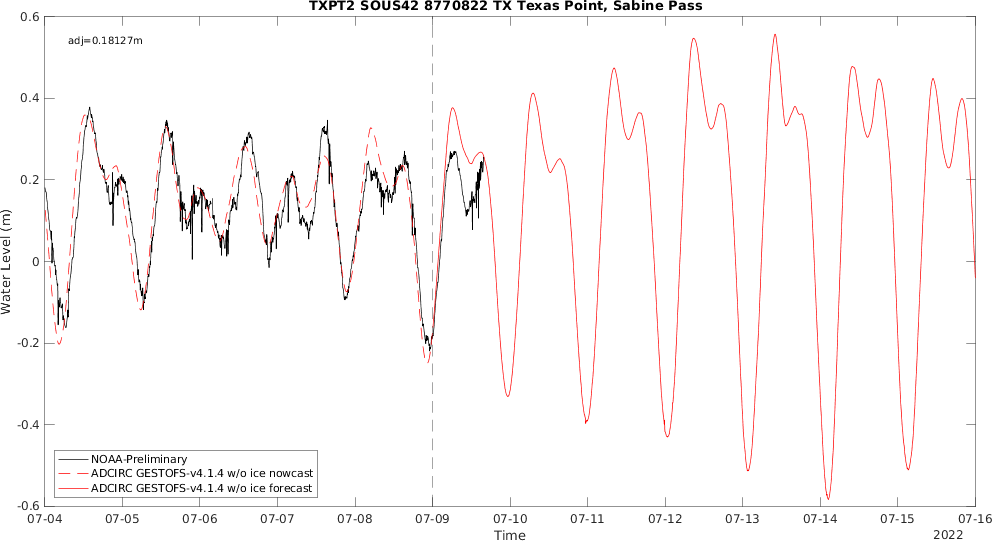 TXPT2 SOUS42 8770822 TX Texas Point, Sabine Pass
adj=0.18127m
0.6
0.4
0.2
0
-0.2
-0.4
-0.6
Water Level (m)
NOAA-Preliminary
ADCIRC GESTOFS-v4.1.4 w/o ice nowcast
ADCIRC GESTOFS-v4.1.4 w/o ice forecast
07-04 07-05 07-06 07-07 07-08 07-09 07-10 07-11 07-12 07-13 07-14 07-15 07-16
Time
2022